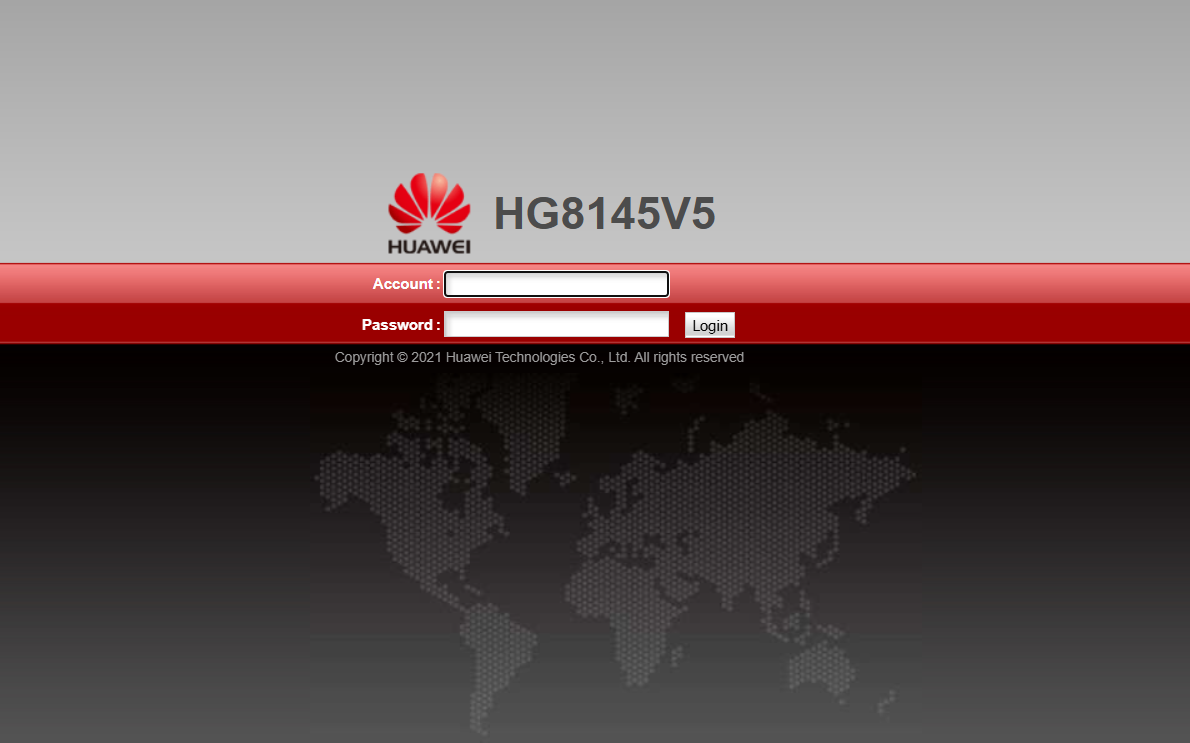 HUAWEI
HG8145V5
Account :
Password :
Login
Copyright © 2021 Huawei Technologies Co., Ltd. All rights reserved